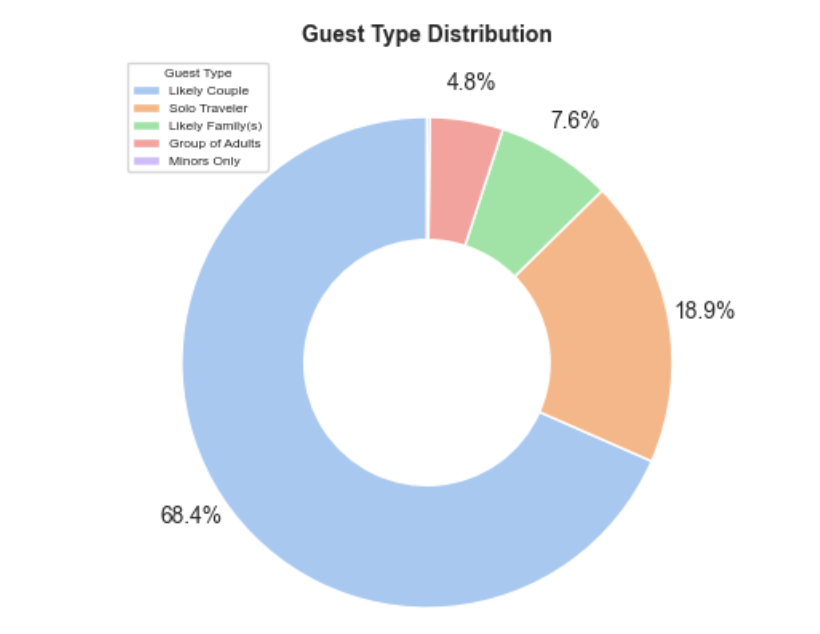 Guest Type Distribution
Guest Type
Likely Couple
Solo Traveler
Likely Family(s)
Group of Adults
Minors Only
4.8%
7.6%
18.9%
68.4%